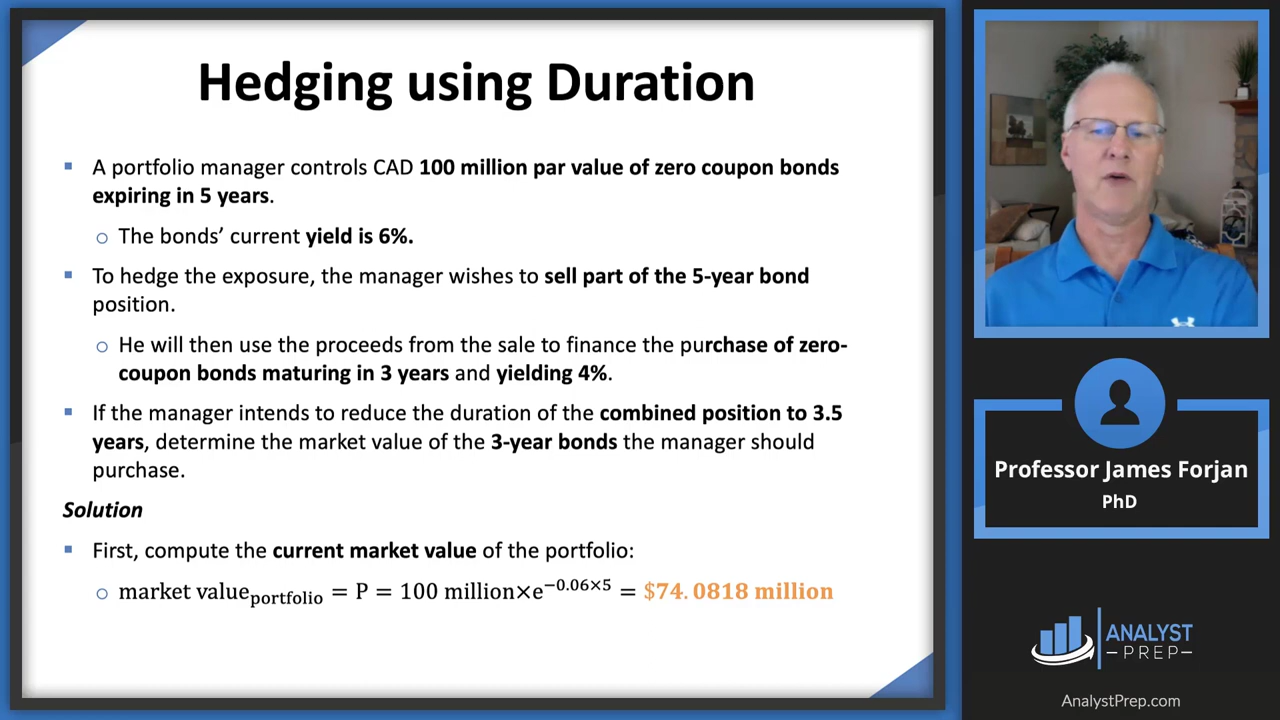 Hedging using Duration
▪ A portfolio manager controls CAD 100 million par value of zero coupon bonds
expiring in 5 years.
o The bonds’ current yield is 6%.
▪ To hedge the exposure, the manager wishes to sell part of the 5-year bond
position.
o He will then use the proceeds from the sale to finance the purchase of zero-
coupon bonds maturing in 3 years and yielding 4%.
▪ If the manager intends to reduce the duration of the combined position to 3.5
years, determine the market value of the 3-year bonds the manager should
purchase.
Solution
▪ First, compute the current market value of the portfolio:
o market value_portfolio = P = 100 million×e^−0.06×5 = $74.0818 million
Professor James Forjan
PhD
ANALYST
–PREP–
AnalystPrep.com